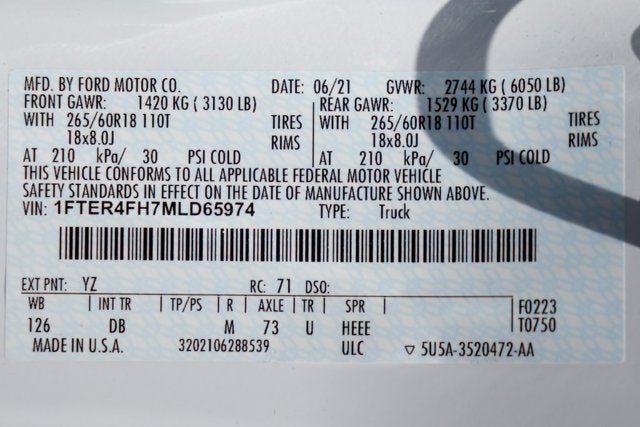 MFD. BY FORD MOTOR CO. DATE: 06/21 GVWR: 2744 KG ( 6050 LB)
FRONT GAWR: 1420 KG ( 3130 LB) REAR GAWR: 1529 KG ( 3370 LB)
WITH 265/60R18 110T TIRES WITH 265/60R18 110T TIRES
18x8.0J RIMS 18x8.0J RIMS
AT 210 kPa/ 30 PSI COLD AT 210 kPa/ 30 PSI COLD
THIS VEHICLE CONFORMS TO ALL APPLICABLE FEDERAL MOTOR VEHICLE
SAFETY STANDARDS IN EFFECT ON THE DATE OF MANUFACTURE SHOWN ABOVE.
VIN: 1FTER4FH7MLD65974 TYPE: Truck
EXT PNT: YZ RC: 71 DSO:
WB | INT TR | TP/PS | R | AXLE | TR | SPR | F0223
126 DB M 73 U HEEE T0750
MADE IN U.S.A. 3202106288539 ULC ▽ 5U5A-3520472-AA